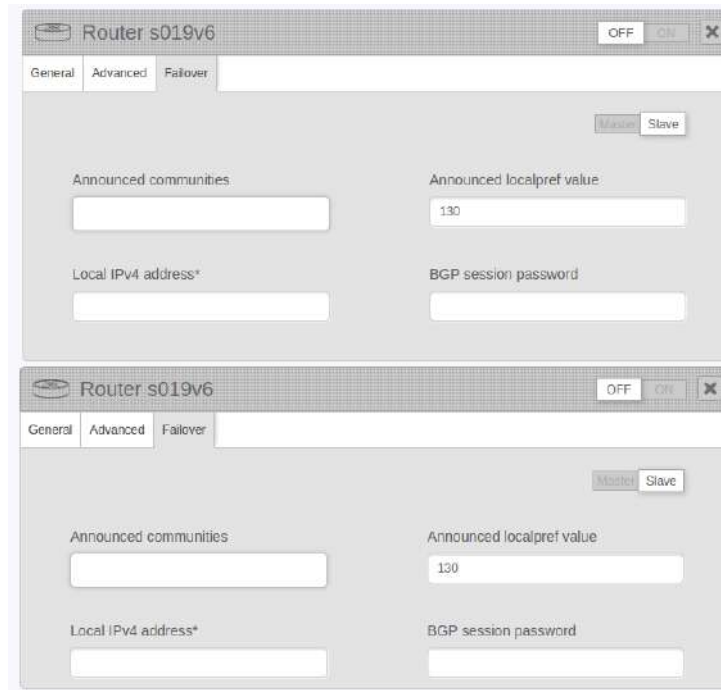 Router s019v6 OFF ON
General Advanced Failover
Master Slave
Announced communities Announced localpref value
130
Local IPv4 address* BGP session password
Router s019v6 OFF ON
General Advanced Failover
Master Slave
Announced communities Announced localpref value
130
Local IPv4 address* BGP session password